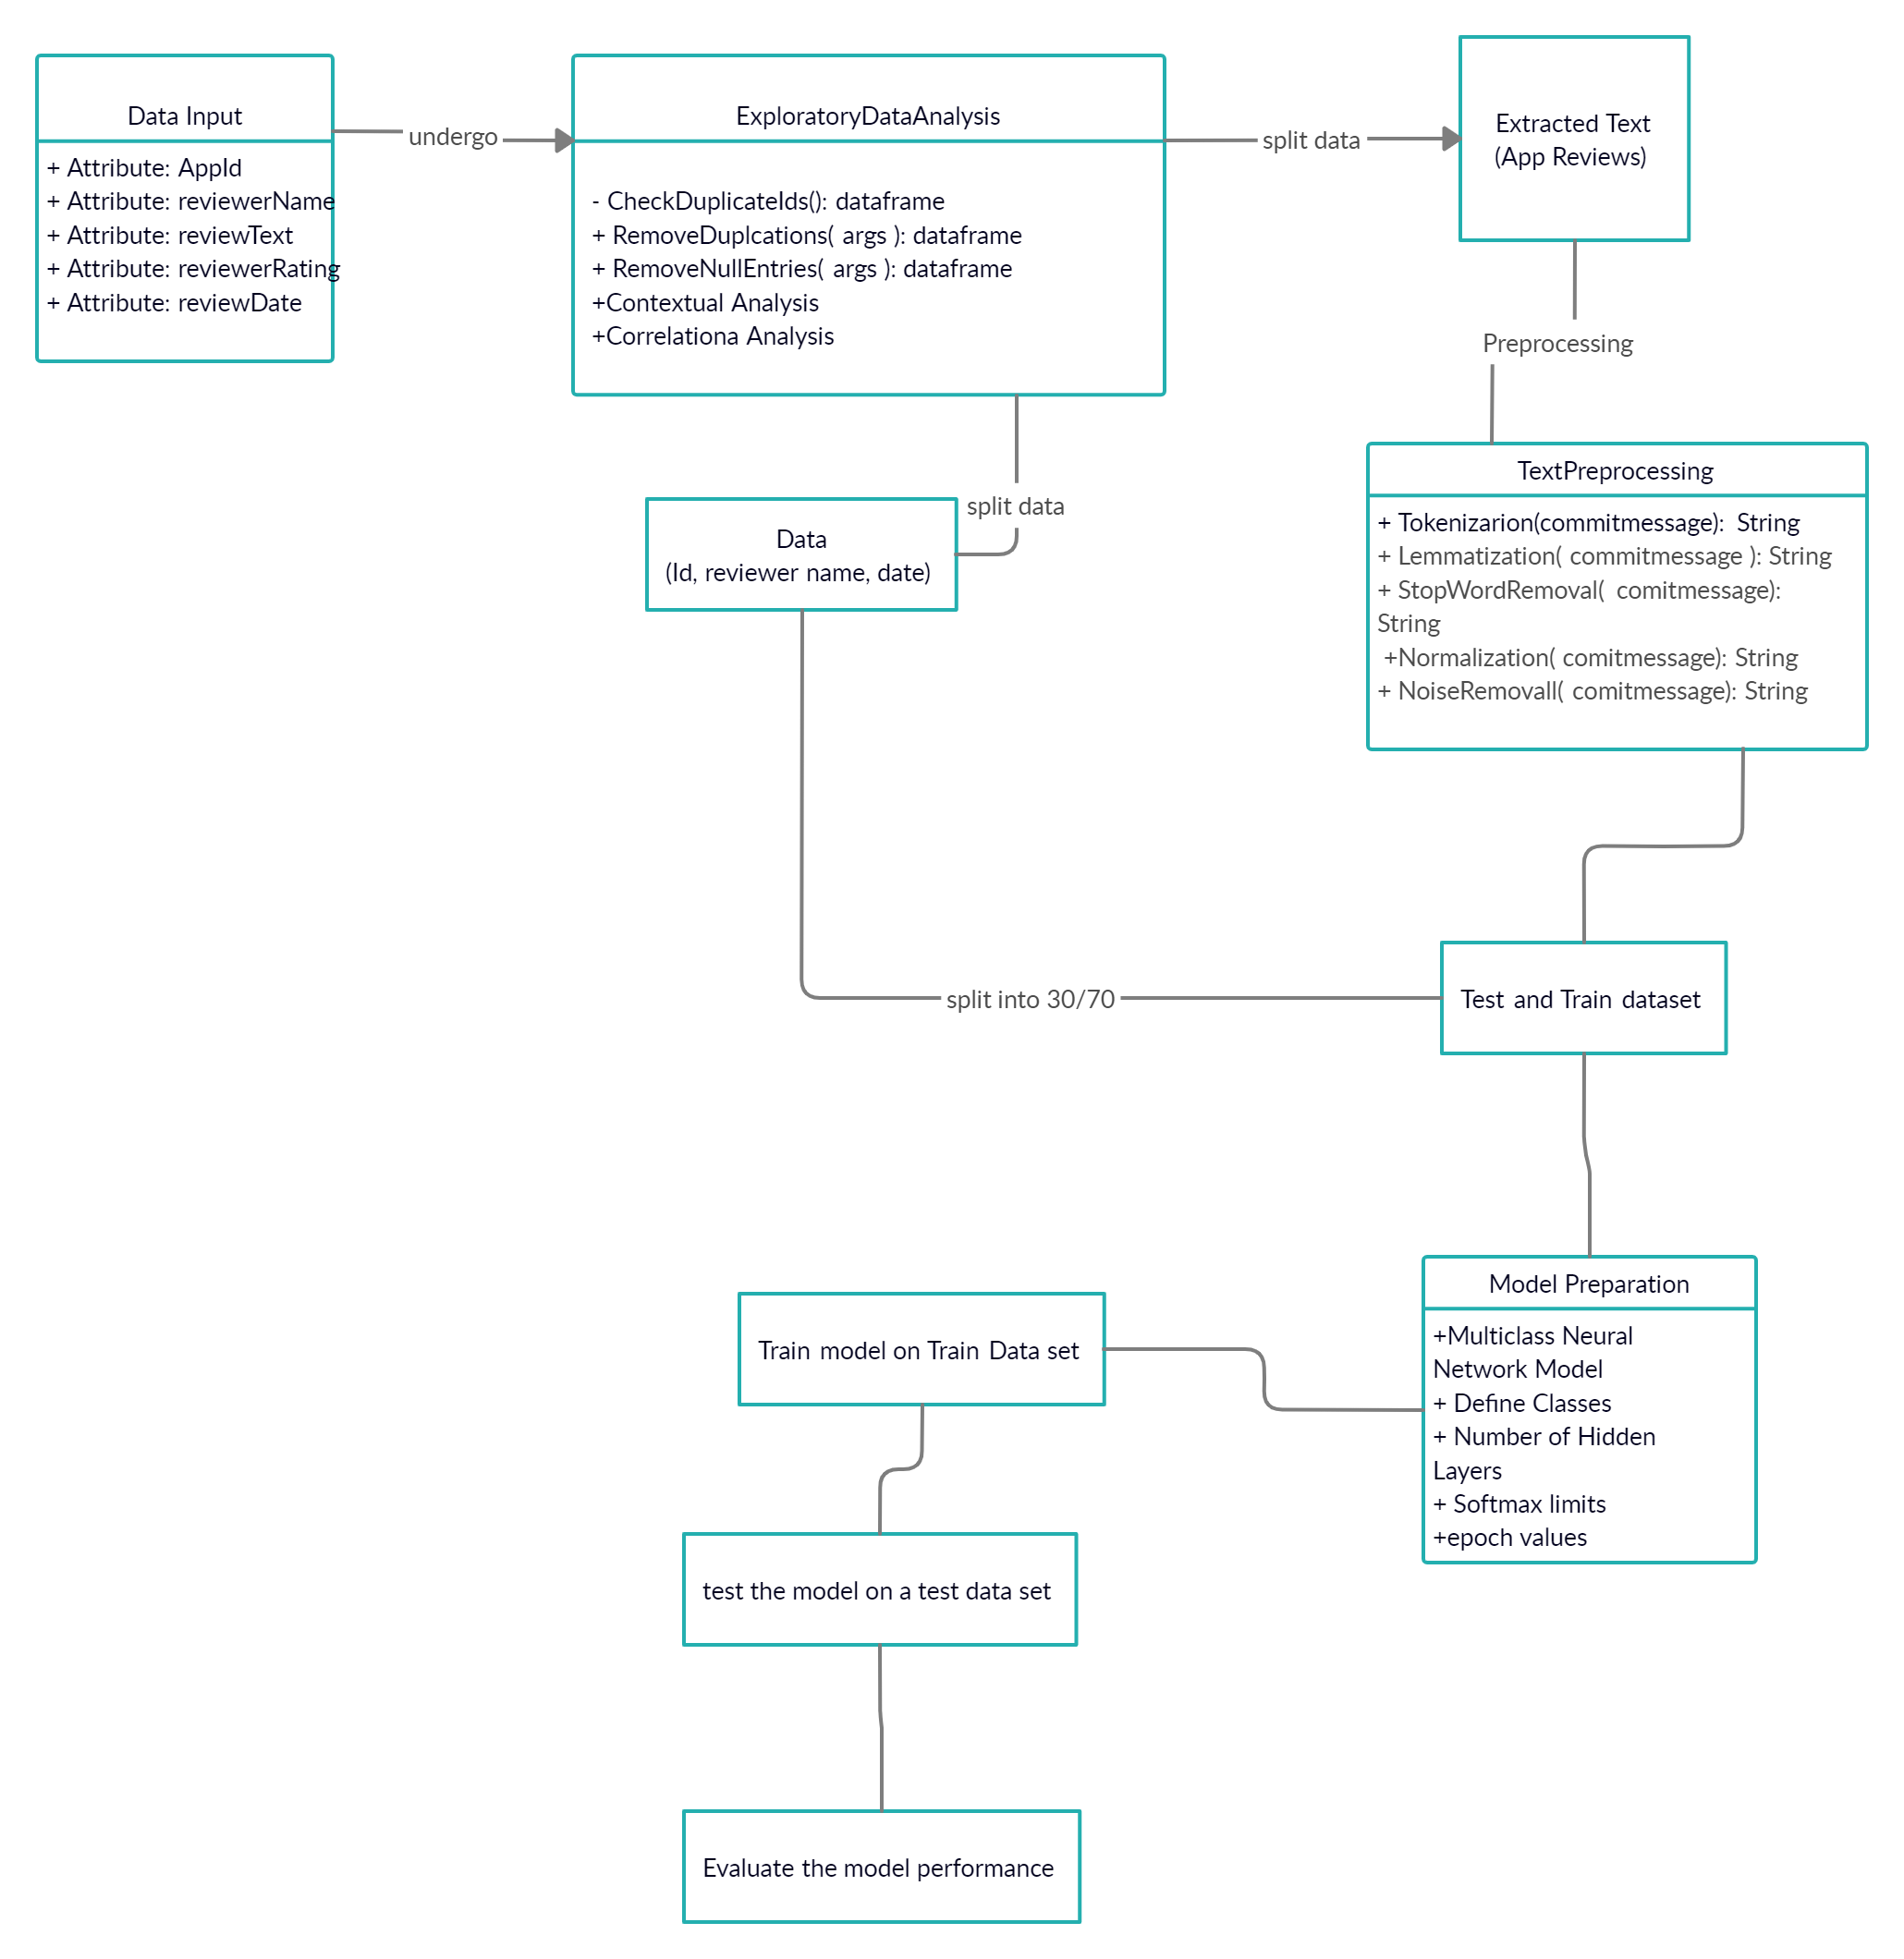 Data Input
+ Attribute: AppId
+ Attribute: reviewerName
+ Attribute: reviewText
+ Attribute: reviewerRating
+ Attribute: reviewDate
undergo
ExploratoryDataAnalysis
- CheckDuplicateIds(): dataframe
+ RemoveDuplcations( args ): dataframe
+ RemoveNullEntries( args ): dataframe
+Contextual Analysis
+Correlationa Analysis
split data
Extracted Text
(App Reviews)
Preprocessing
split data
Data
(Id, reviewer name, date)
TextPreprocessing
+ Tokenizarion(commitmessage): String
+ Lemmatization( commitmessage ): String
+ StopWordRemoval( comitmessage):
String
+Normalization( comitmessage): String
+ NoiseRemovall( comitmessage): String
split into 30/70
Test and Train dataset
Model Preparation
+Multiclass Neural
Network Model
+ Define Classes
+ Number of Hidden
Layers
+ Softmax limits
+epoch values
Train model on Train Data set
test the model on a test data set
Evaluate the model performance